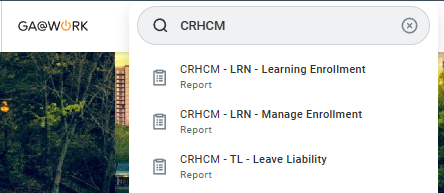 GA@WORK
CRHCM
CRHCM - LRN - Learning Enrollment
Report
CRHCM - LRN - Manage Enrollment
Report
CRHCM - TL - Leave Liability
Report